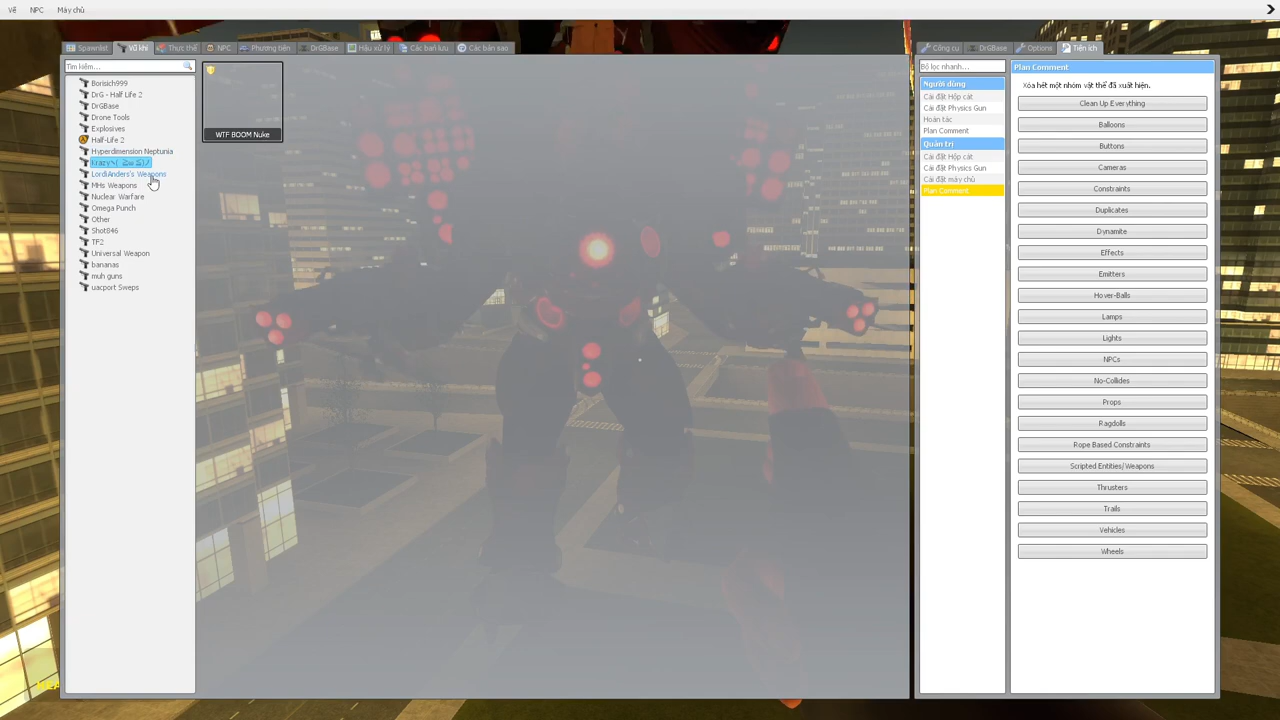 Vẽ NPC Máy chủ
Spawnlist Vũ khí Thực thể NPC Phương tiện DrGBase Hậu xử lý Các bản lưu Các bản sao
Tìm kiếm...
Borisich999
DrG - Half Life 2
DrGBase
Drone Tools
Explosives
Half-Life 2
Hyperdimension Neptunia
LordiAnders's Weapons
MHs Weapons
Nuclear Warfare
Omega Punch
Other
Shot846
TF2
Universal Weapon
bananas
muh guns
uacport Sweps
WTF BOOM Nuke
Công cụ DrGBase Options Tiện ích
Bộ lọc nhanh...
Người dùng
Cài đặt Hộp cát
Cài đặt Physics Gun
Hoàn tác
Plan Comment
Quản trị
Cài đặt Hộp cát
Cài đặt Physics Gun
Cài đặt máy chủ
Plan Comment
Plan Comment
Xóa hết một nhóm vật thể đã xuất hiện.
Clean Up Everything
Balloons
Buttons
Cameras
Constraints
Duplicates
Dynamite
Effects
Emitters
Hover-Balls
Lamps
Lights
NPCs
No-Collides
Props
Ragdolls
Rope Based Constraints
Scripted Entities/Weapons
Thrusters
Trails
Vehicles
Wheels